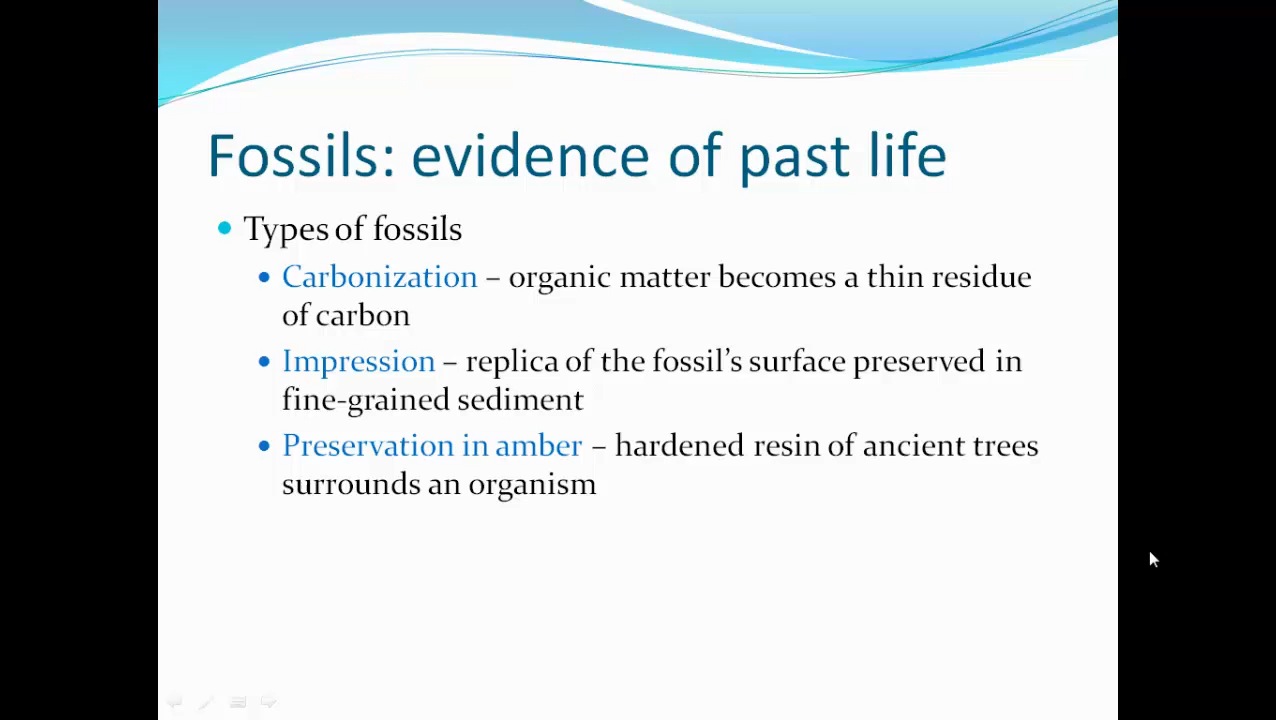 Fossils: evidence of past life
Types of fossils
Carbonization – organic matter becomes a thin residue
of carbon
Impression – replica of the fossil’s surface preserved in
fine-grained sediment
Preservation in amber – hardened resin of ancient trees
surrounds an organism